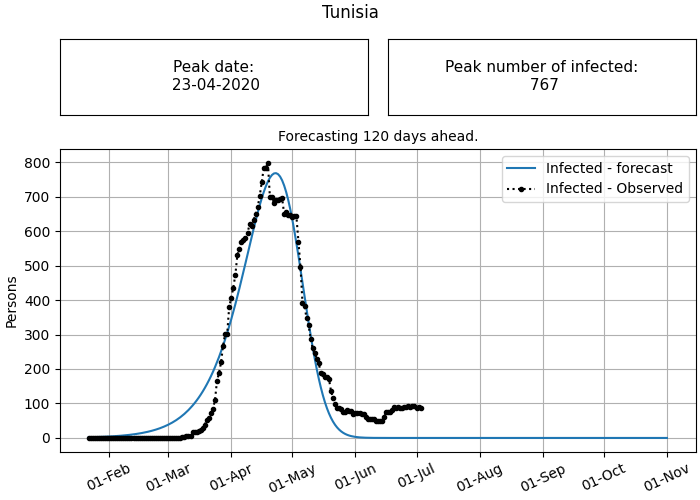 Tunisia
Peak date:
23-04-2020
Peak number of infected:
767
Forecasting 120 days ahead.
Infected - forecast
Infected - Observed
Persons
800
700
600
500
400
300
200
100
0
01-Feb
01-Mar
01-Apr
01-May
01-Jun
01-Jul
01-Aug
01-Sep
01-Oct
01-Nov